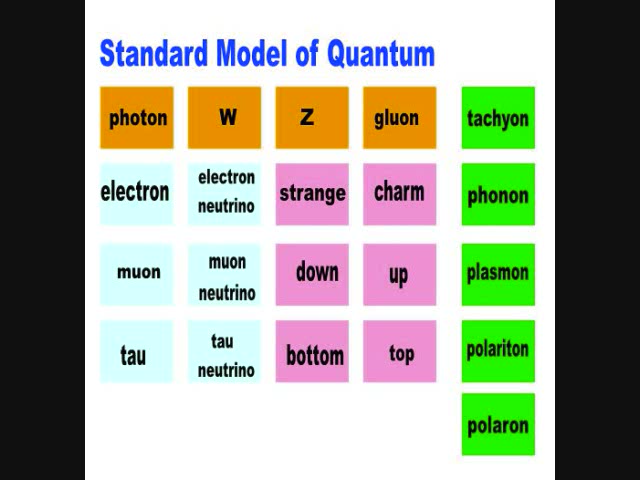 Standard Model of Quantum
photon W Z gluon tachyon
electron electron neutrino strange charm phonon
muon muon neutrino down up plasmon
tau tau neutrino bottom top polariton
polaron